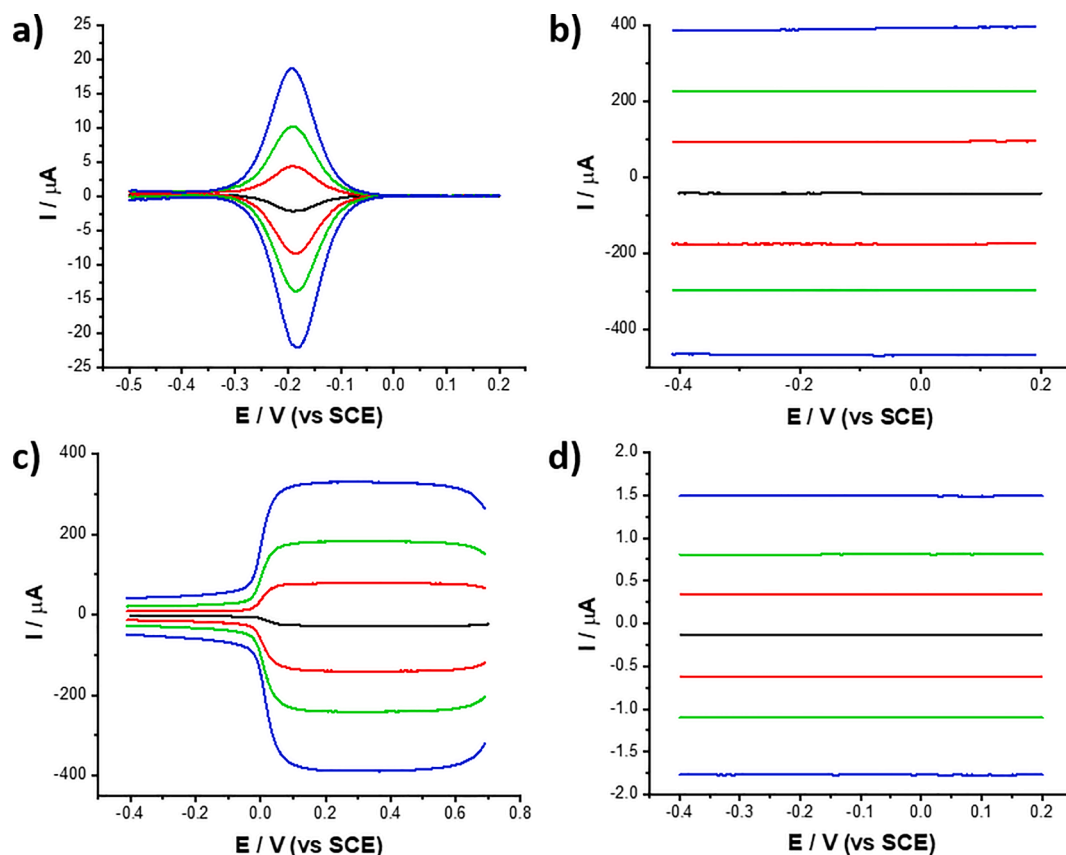 a)
25
20
15
10
5
0
-5
-10
-15
-20
-25
I / μA
-0.5 -0.4 -0.3 -0.2 -0.1 0.0 0.1 0.2
E / V (vs SCE)
b)
400
200
0
-200
-400
I / μA
-0.4 -0.2 0.0 0.2
E / V (vs SCE)
c)
400
200
0
-200
-400
I / μA
-0.4 -0.2 0.0 0.2 0.4 0.6 0.8
E / V (vs SCE)
d)
2.0
1.5
1.0
0.5
0.0
-0.5
-1.0
-1.5
-2.0
I / μA
-0.4 -0.3 -0.2 -0.1 0.0 0.1 0.2
E / V (vs SCE)